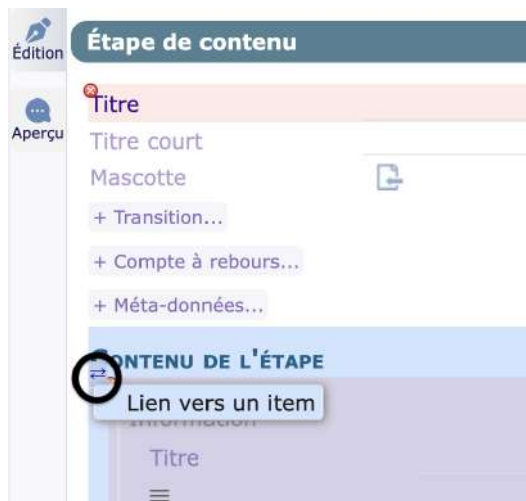 Édition
Étape de contenu
Titre
Aperçu
Titre court
Mascotte
+ Transition...
+ Compte à rebours...
+ Méta-données...
CONTENU DE L'ÉTAPE
Lien vers un item
Information
Titre